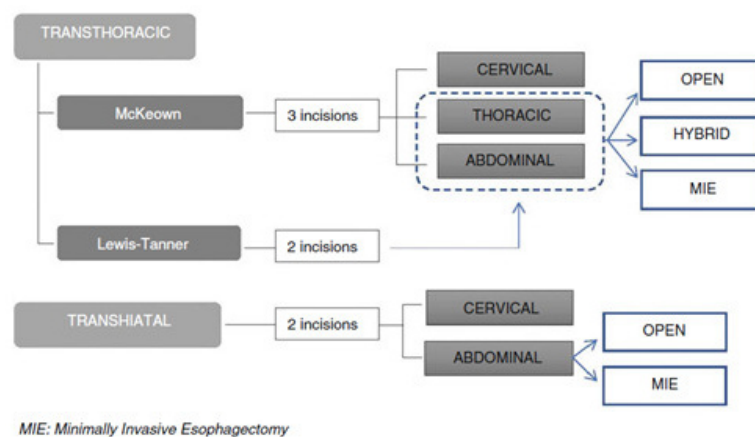 TRANSTHORACIC
CERVICAL
OPEN
McKeown
3 incisions
THORACIC
HYBRID
ABDOMINAL
MIE
Lewis-Tanner
2 incisions
TRANSHIATAL
2 incisions
CERVICAL
OPEN
ABDOMINAL
MIE
MIE: Minimally Invasive Esophagectomy